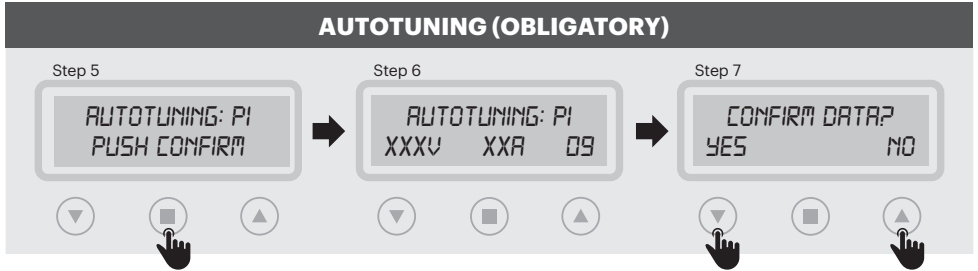 AUTOTUNING (OBLIGATORY)
Step 5
AUTOTUNING: P1
PUSH CONFIRM
Step 6
AUTOTUNING: P1
XXXV XXA 09
Step 7
CONFIRM DATA?
YES NO